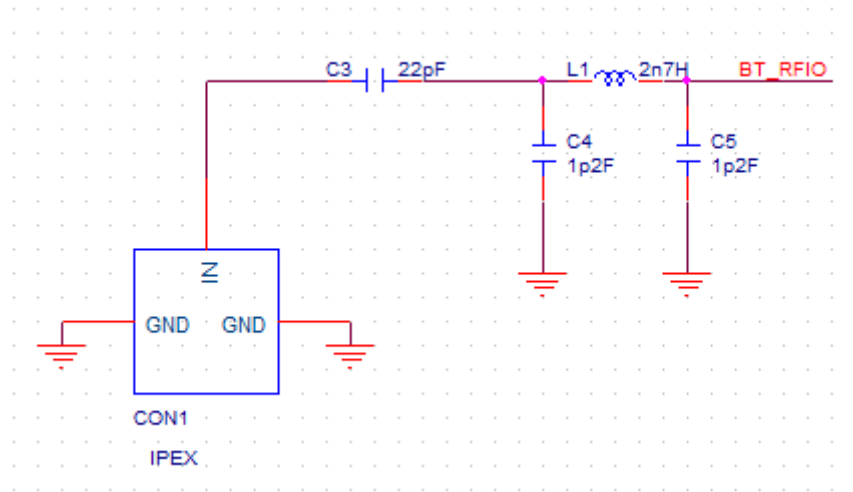 C3 22pF L1 2n7H BT_RFIO
C4 C5
1p2F 1p2F
IN
GND GND
CON1
IPEX